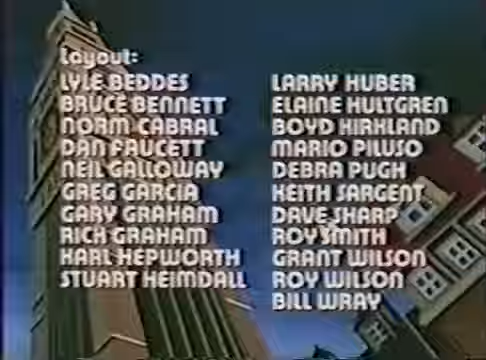 Layout:
LYLE BEDDES
BRUCE BENNETT
NORM CABRAL
DAN FAUCETT
NEIL GALLOWAY
GREG GARCIA
GARY GRAHAM
RICH GRAHAM
KARL HEPWORTH
STUART HEIMDALL
LARRY HUBER
ELAINE HULTGREN
BOYD KIRKLAND
MARIO PILUSO
DEBRA PUGH
KEITH SARGENT
DAVE SHARP
ROY SMITH
GRANT WILSON
ROY WILSON
BILL WRAY